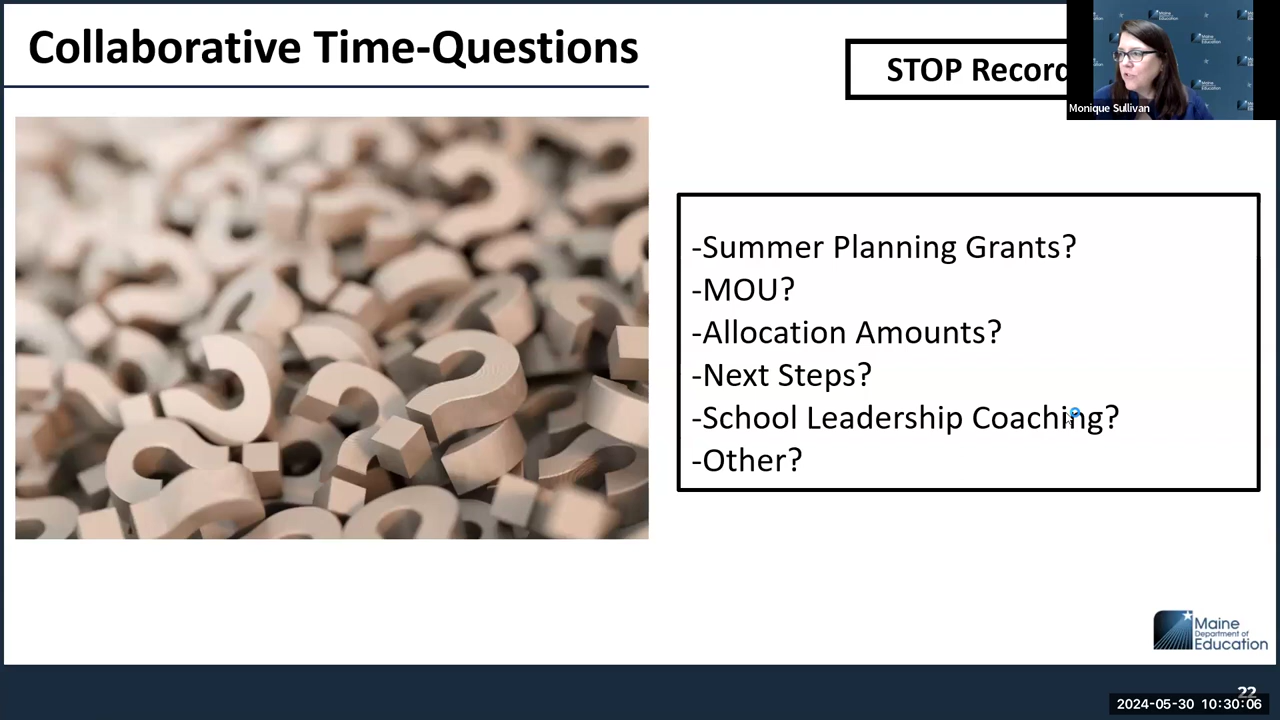 Collaborative Time-Questions
STOP Record
Monique Sullivan
-Summer Planning Grants?
-MOU?
-Allocation Amounts?
-Next Steps?
-School Leadership Coaching?
-Other?
Maine
Department of
Education
22
2024-05-30 10:30:06